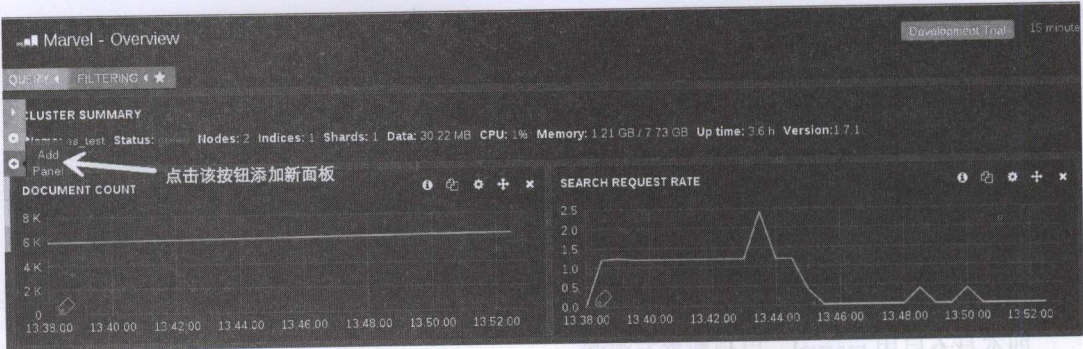 Marvel - Overview
Development Trial
15 minute
QUERY
FILTERING
CLUSTER SUMMARY
Name: es_test Status: green Nodes: 2 Indices: 1 Shards: 1 Data: 30.22 MB CPU: 1% Memory: 1.21 GB / 7.73 GB Up time: 3.6 h Version:1.7.1
Add
Panel
点击该按钮添加新面板
DOCUMENT COUNT
8 K
6 K
4 K
2 K
0
13:38:00 13:40:00 13:42:00 13:44:00 13:46:00 13:48:00 13:50:00 13:52:00
SEARCH REQUEST RATE
2.5
2.0
1.5
1.0
0.5
0.0
13:38:00 13:40:00 13:42:00 13:44:00 13:46:00 13:48:00 13:50:00 13:52:00